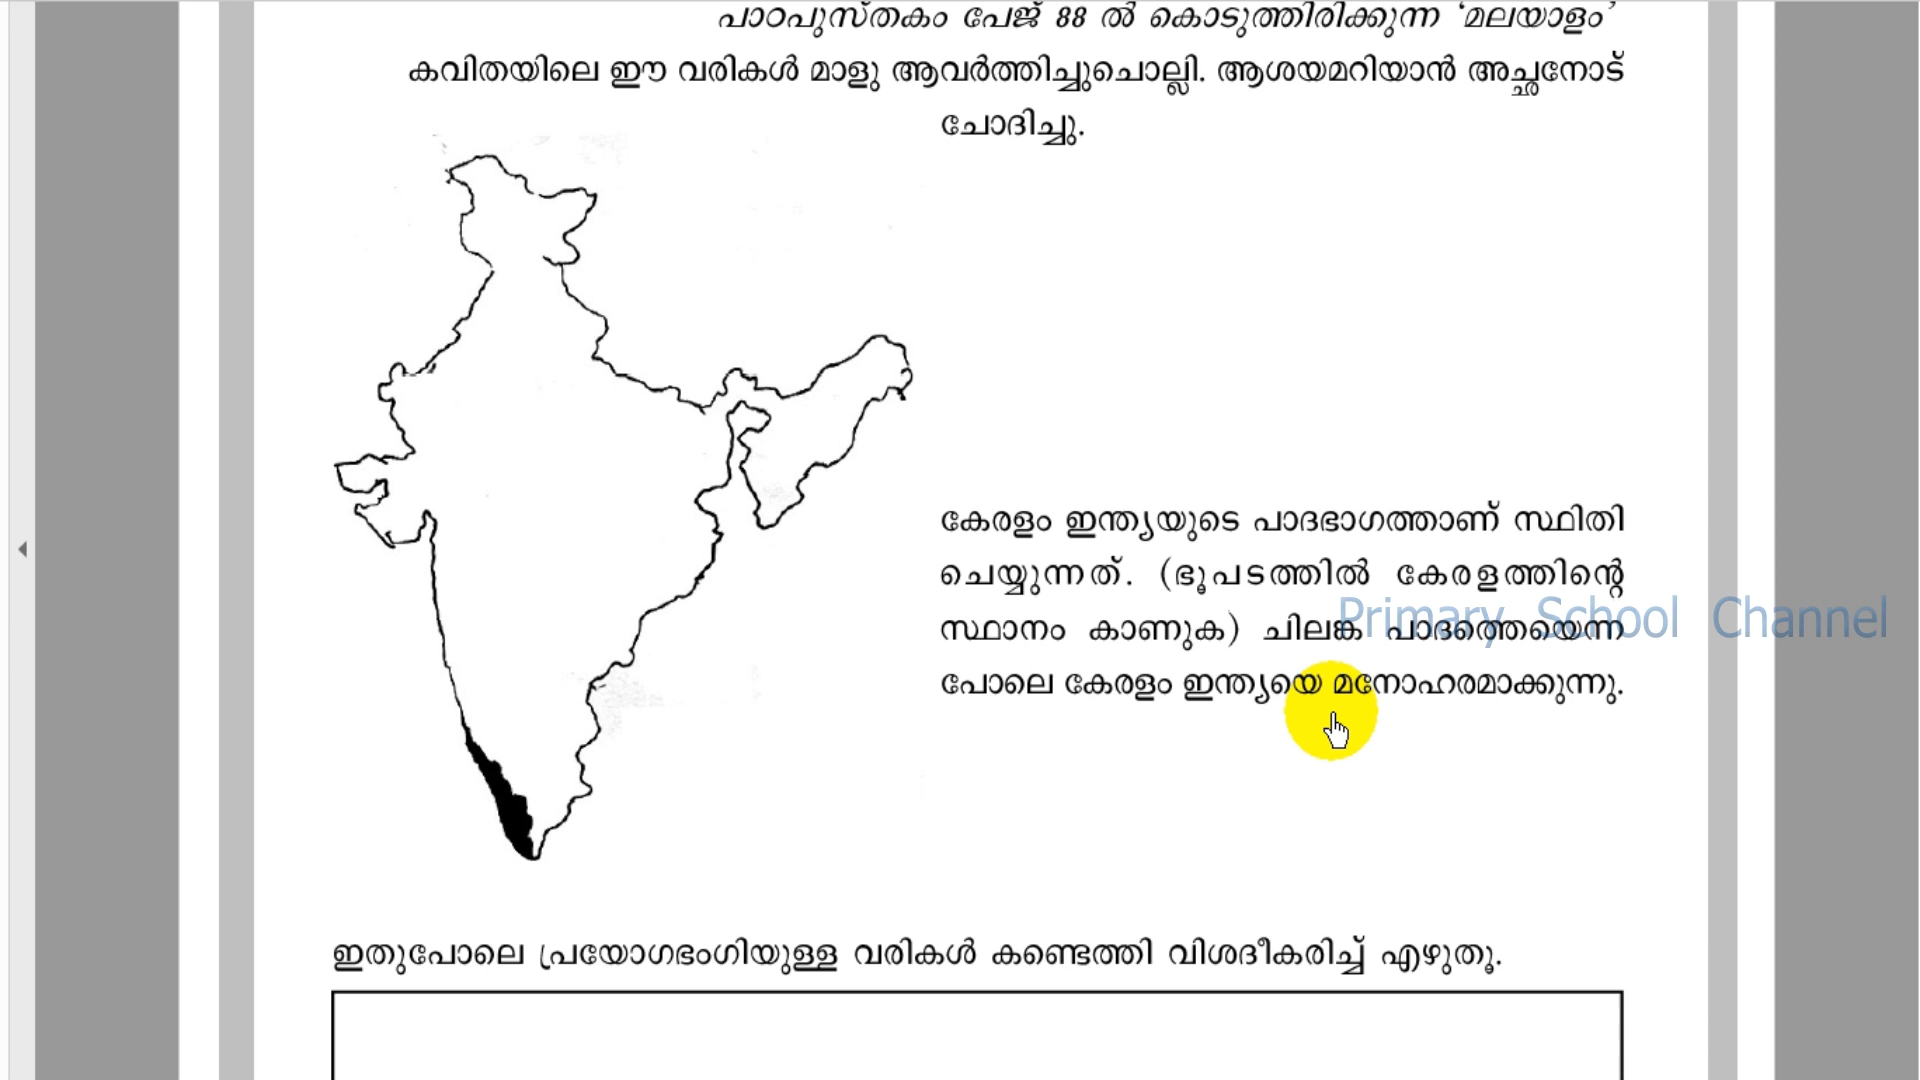 പാഠപുസ്തകം പേജ് 88 ൽ കൊടുത്തിരിക്കുന്ന 'മലയാളം'
കവിതയിലെ ഈ വരികൾ മാളു ആവർത്തിച്ചുചൊല്ലി. ആശയമറിയാൻ അച്ഛനോട്
ചോദിച്ചു.
കേരളം ഇന്ത്യയുടെ പാദഭാഗത്താണ് സ്ഥിതി
ചെയ്യുന്നത്. (ഭൂപടത്തിൽ കേരളത്തിന്റെ
സ്ഥാനം കാണുക) ചിലങ്ക പാദത്തെയെന്ന
പോലെ കേരളം ഇന്ത്യയെ മനോഹരമാക്കുന്നു.
Primary School Channel
ഇതുപോലെ പ്രയോഗഭംഗിയുള്ള വരികൾ കണ്ടെത്തി വിശദീകരിച്ച് എഴുതൂ.